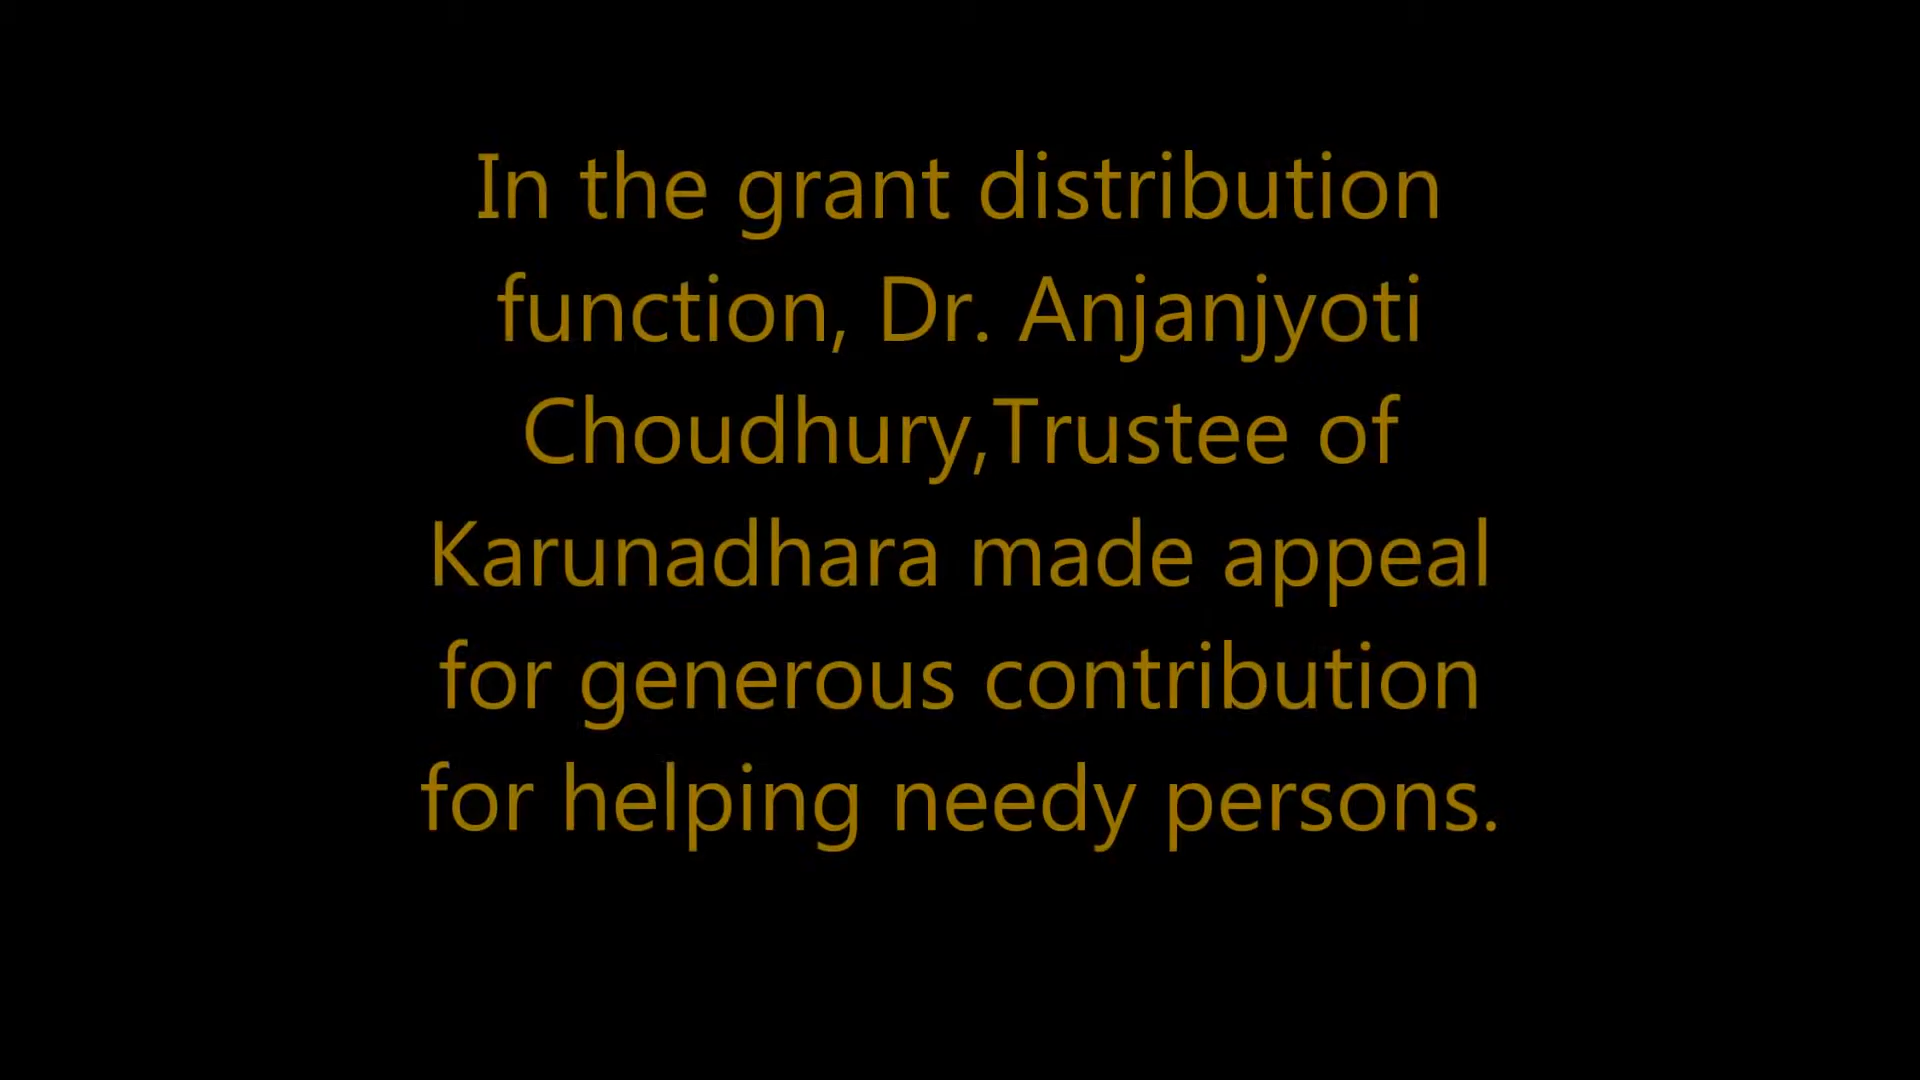 In the grant distribution
function, Dr. Anjanjyoti
Choudhury,Trustee of
Karunadhara made appeal
for generous contribution
for helping needy persons.